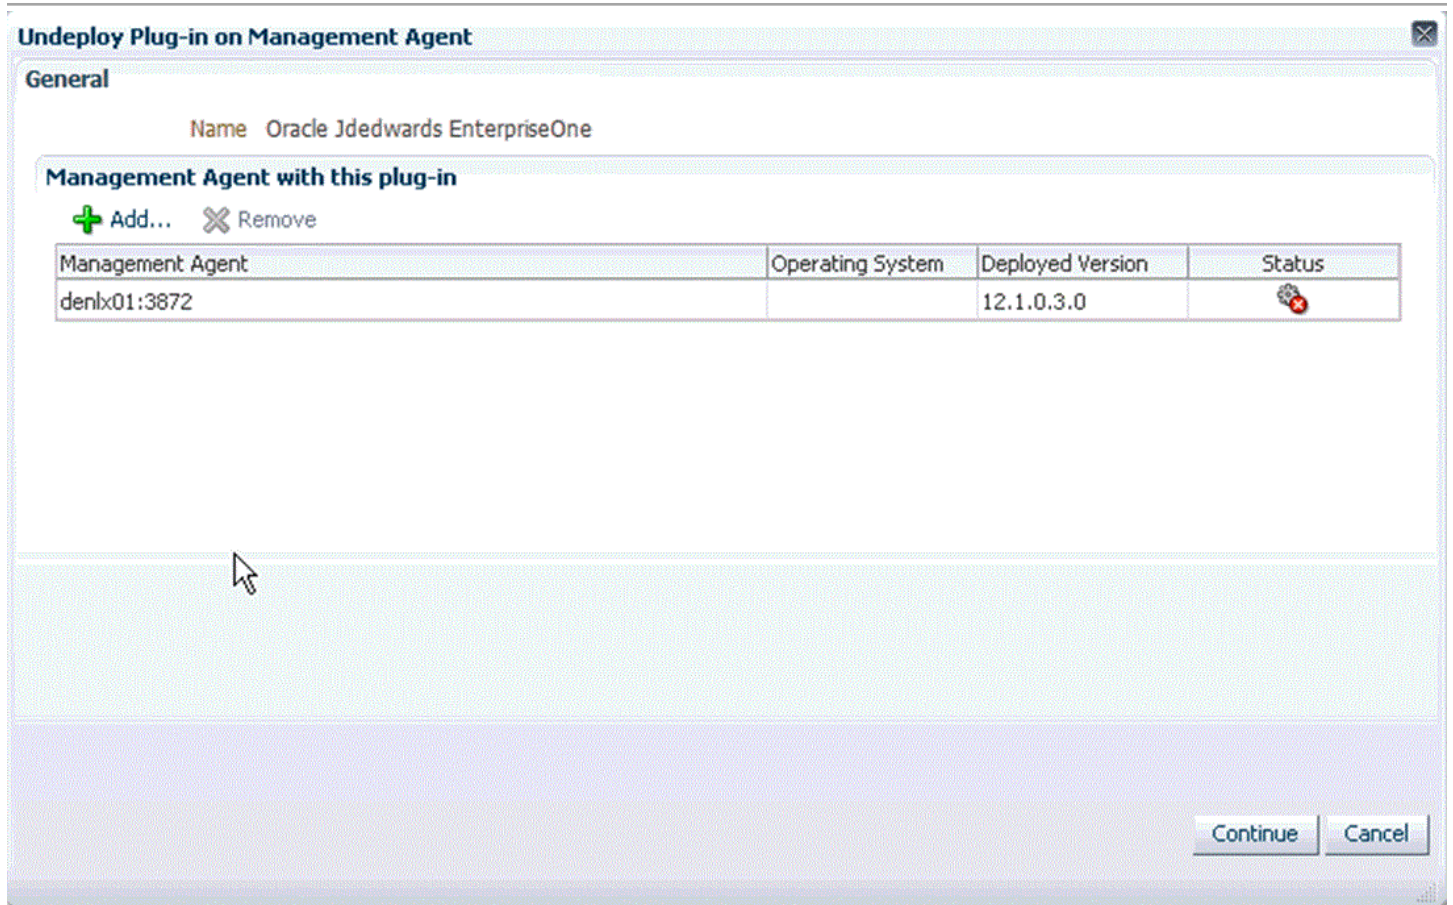 Undeploy Plug-in on Management Agent
General
Name Oracle Jdedwards EnterpriseOne
Management Agent with this plug-in
Add... Remove
Management Agent Operating System Deployed Version Status
denlx01:3872 12.1.0.3.0
Continue Cancel